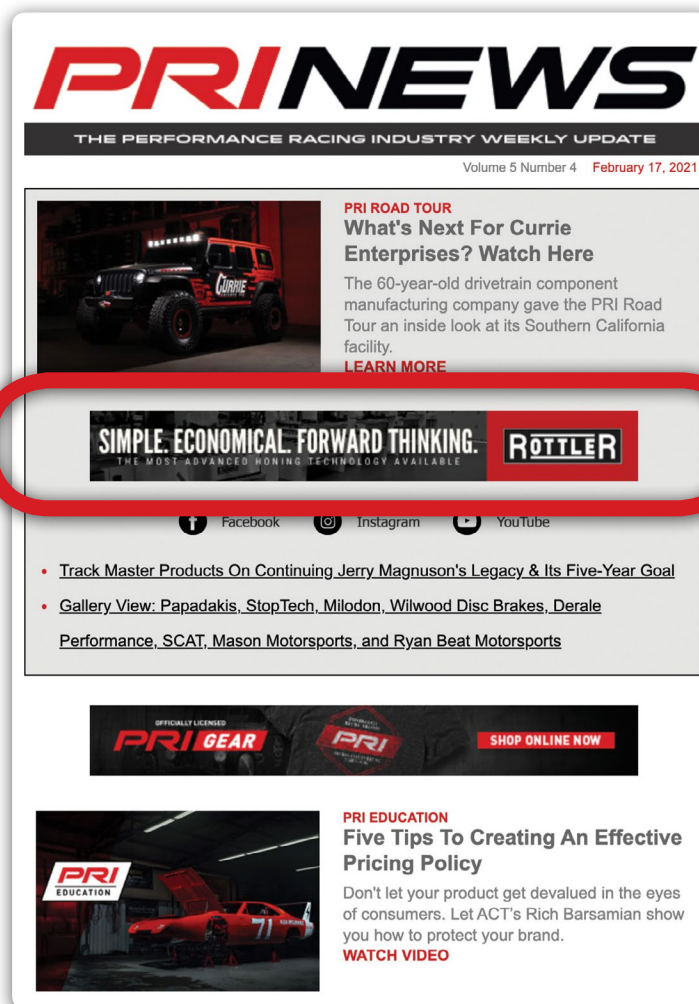 PRI NEWS
THE PERFORMANCE RACING INDUSTRY WEEKLY UPDATE
Volume 5 Number 4 February 17, 2021
CURRIE
PRI ROAD TOUR
What's Next For Currie
Enterprises? Watch Here
The 60-year-old drivetrain component
manufacturing company gave the PRI Road
Tour an inside look at its Southern California
facility.
LEARN MORE
SIMPLE. ECONOMICAL. FORWARD THINKING.
THE MOST ADVANCED HONING TECHNOLOGY AVAILABLE
ROTTLER
Facebook Instagram YouTube
• Track Master Products On Continuing Jerry Magnuson's Legacy & Its Five-Year Goal
• Gallery View: Papadakis, StopTech, Milodon, Wilwood Disc Brakes, Derale
Performance, SCAT, Mason Motorsports, and Ryan Beat Motorsports
OFFICIALLY LICENSED
PRI GEAR
PRI
SHOP ONLINE NOW
PRI
EDUCATION
71
PRI EDUCATION
Five Tips To Creating An Effective
Pricing Policy
Don't let your product get devalued in the eyes
of consumers. Let ACT's Rich Barsamian show
you how to protect your brand.
WATCH VIDEO